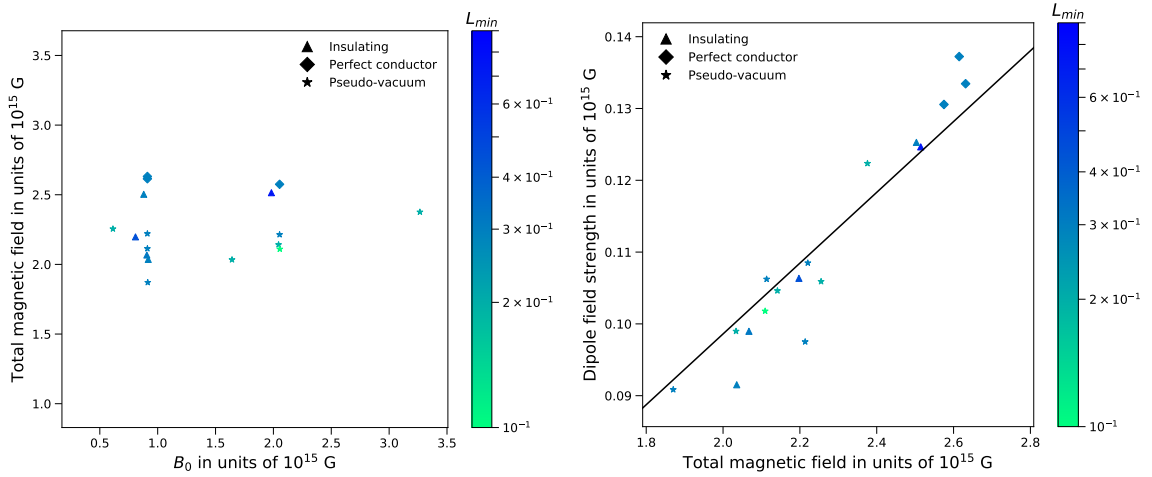 L_min
Insulating
Perfect conductor
Pseudo-vacuum
3.5
3.0
2.5
2.0
1.5
1.0
Total magnetic field in units of 10^15 G
0.5
1.0
1.5
2.0
2.5
3.0
3.5
B_0 in units of 10^15 G
6 × 10^−1
4 × 10^−1
3 × 10^−1
2 × 10^−1
10^−1
L_min
Insulating
Perfect conductor
Pseudo-vacuum
0.14
0.13
0.12
0.11
0.10
0.09
Dipole field strength in units of 10^15 G
1.8
2.0
2.2
2.4
2.6
2.8
Total magnetic field in units of 10^15 G
6 × 10^−1
4 × 10^−1
3 × 10^−1
2 × 10^−1
10^−1